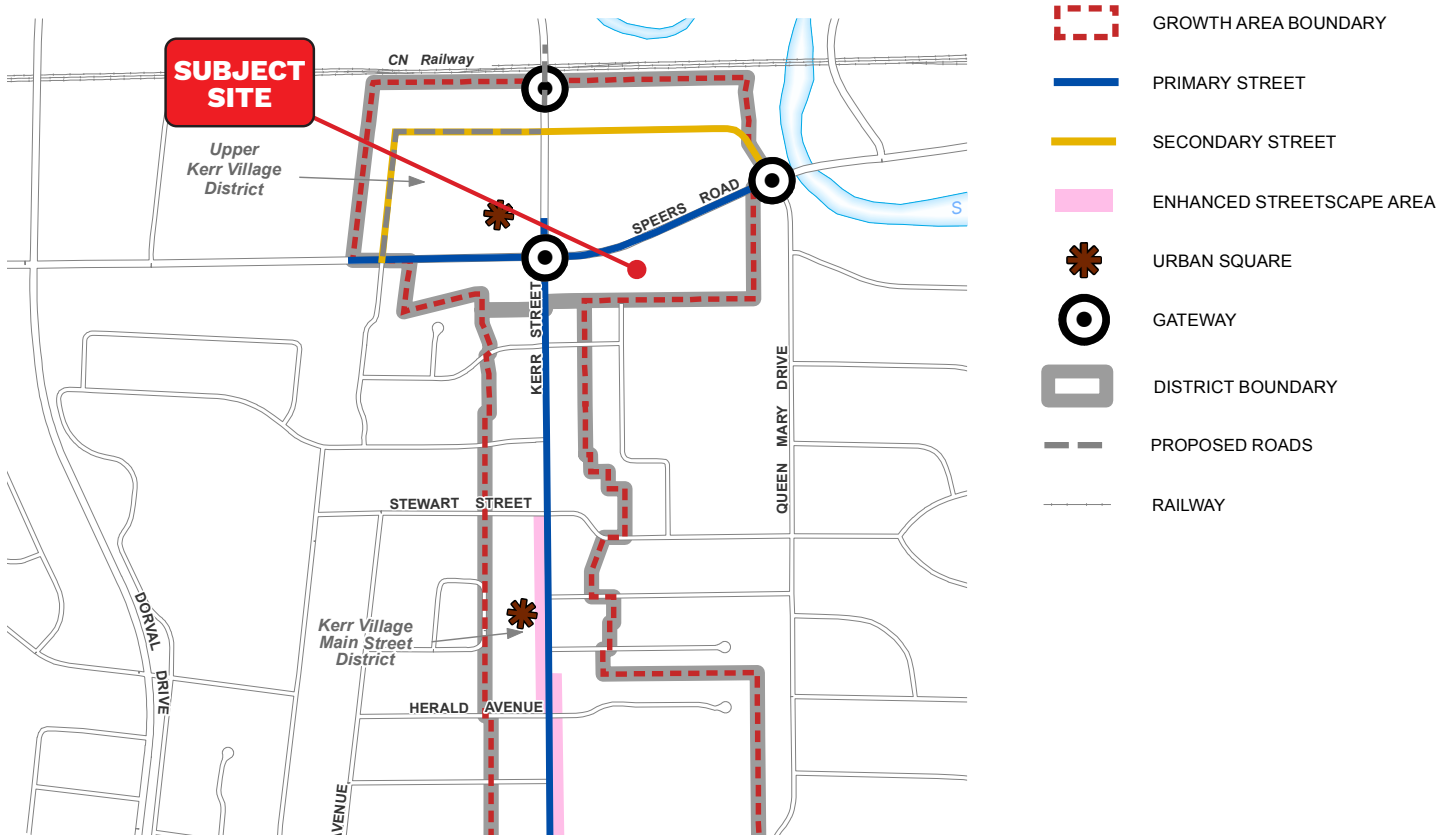 SUBJECT
SITE
CN Railway
Upper
Kerr Village
District
SPEERS ROAD
S
KERR STREET
QUEEN MARY DRIVE
STEWART STREET
DORVAL DRIVE
Kerr Village
Main Street
District
HERALD AVENUE
AVENUE
GROWTH AREA BOUNDARY
PRIMARY STREET
SECONDARY STREET
ENHANCED STREETSCAPE AREA
URBAN SQUARE
GATEWAY
DISTRICT BOUNDARY
PROPOSED ROADS
RAILWAY